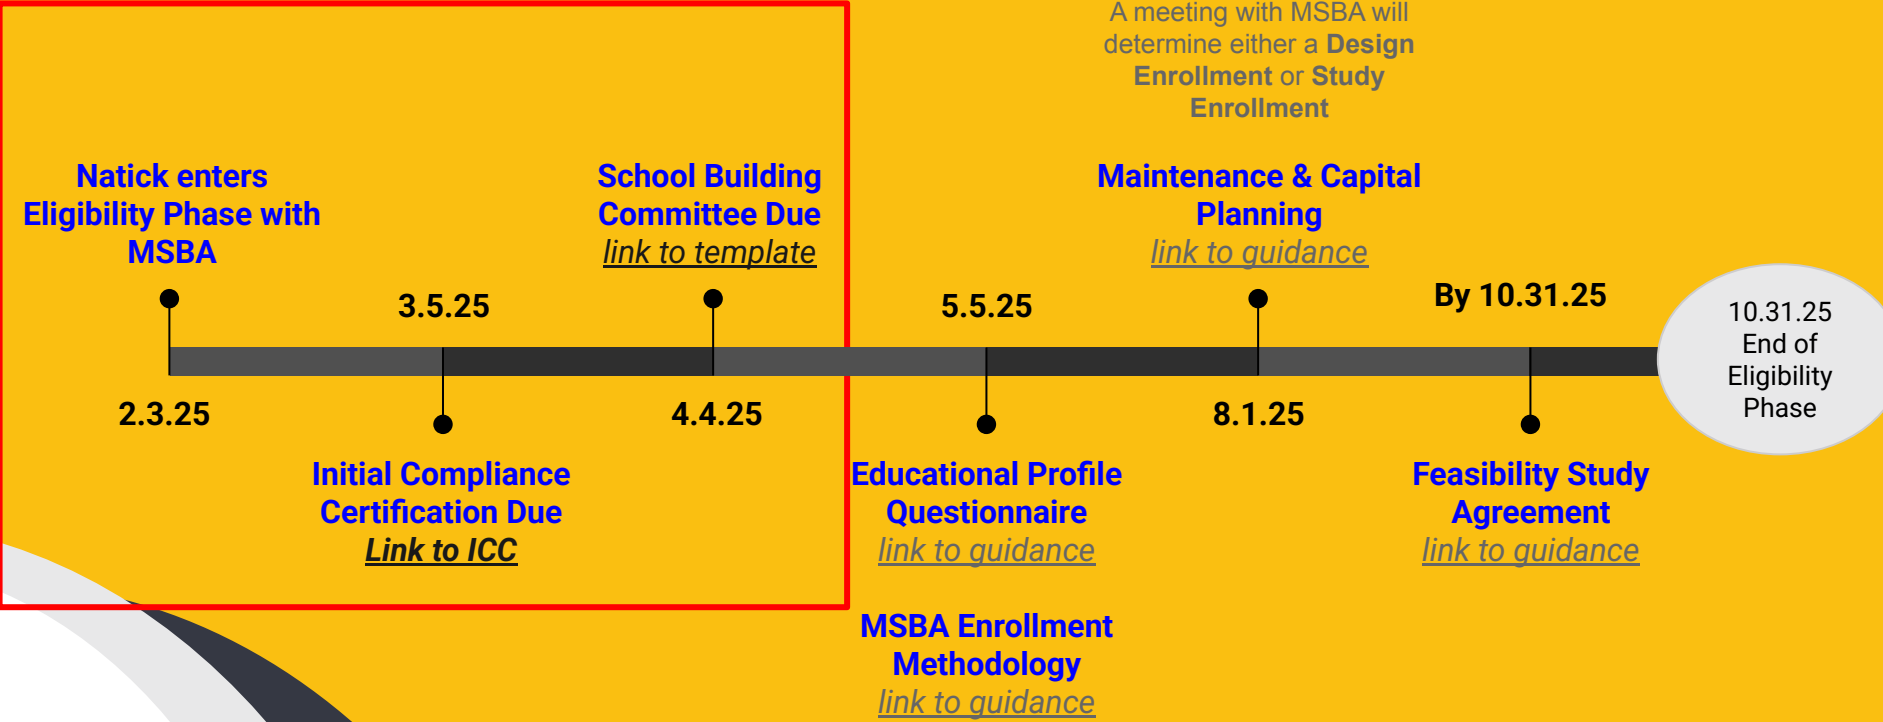 A meeting with MSBA will
determine either a Design
Enrollment or Study
Enrollment
Natick enters
Eligibility Phase with
MSBA
School Building
Committee Due
link to template
Maintenance & Capital
Planning
link to guidance
3.5.25
5.5.25
By 10.31.25
10.31.25
End of
Eligibility
Phase
2.3.25
4.4.25
8.1.25
Initial Compliance
Certification Due
Link to ICC
Educational Profile
Questionnaire
link to guidance
Feasibility Study
Agreement
link to guidance
MSBA Enrollment
Methodology
link to guidance